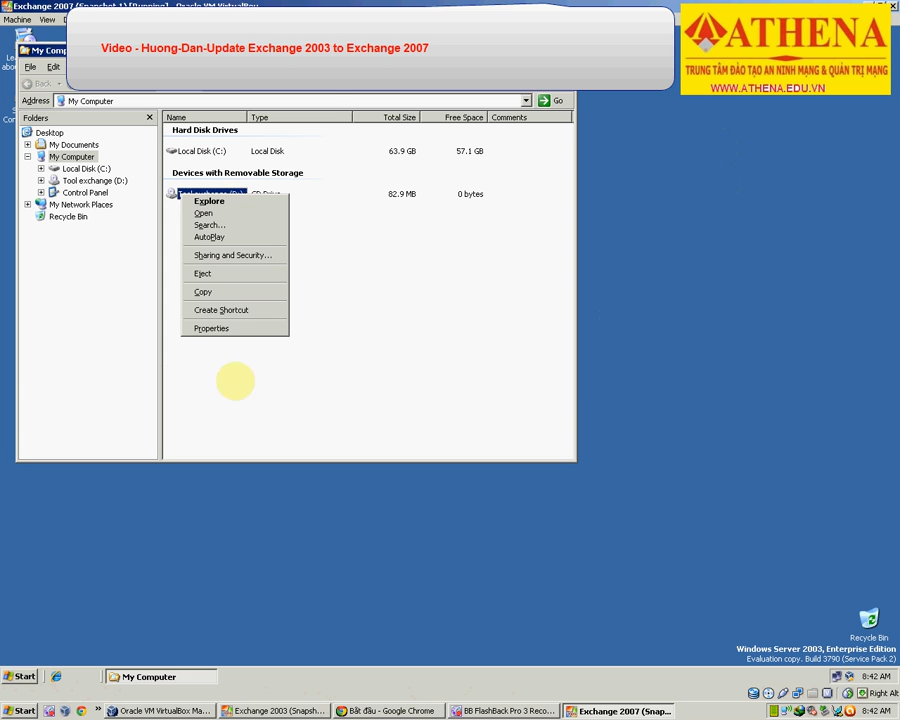 Exchange 2007 (Snapshot 1) [Running] - Oracle VM VirtualBox
Machine View
Video - Huong-Dan-Update Exchange 2003 to Exchange 2007
ATHENA
TRUNG TÂM ĐÀO TẠO AN NINH MẠNG & QUẢN TRỊ MẠNG
WWW.ATHENA.EDU.VN
My Comp
File Edit
Back
Address My Computer Go
Folders
Name Type Total Size Free Space Comments
Desktop
My Documents
My Computer
Local Disk (C:)
Tool exchange (D:)
Control Panel
My Network Places
Recycle Bin
Hard Disk Drives
Local Disk (C:) Local Disk 63.9 GB 57.1 GB
Devices with Removable Storage
Tool exchange (D:) CD Drive 82.9 MB 0 bytes
Explore
Open
Search...
AutoPlay
Sharing and Security...
Eject
Copy
Create Shortcut
Properties
Recycle Bin
Windows Server 2003, Enterprise Edition
Evaluation copy. Build 3790 (Service Pack 2)
Start My Computer 8:42 AM
Right Alt
Start Oracle VM VirtualBox Ma... Exchange 2003 (Snapsh... Bắt đầu - Google Chrome BB FlashBack Pro 3 Reco... Exchange 2007 (Snap... 8:42 AM